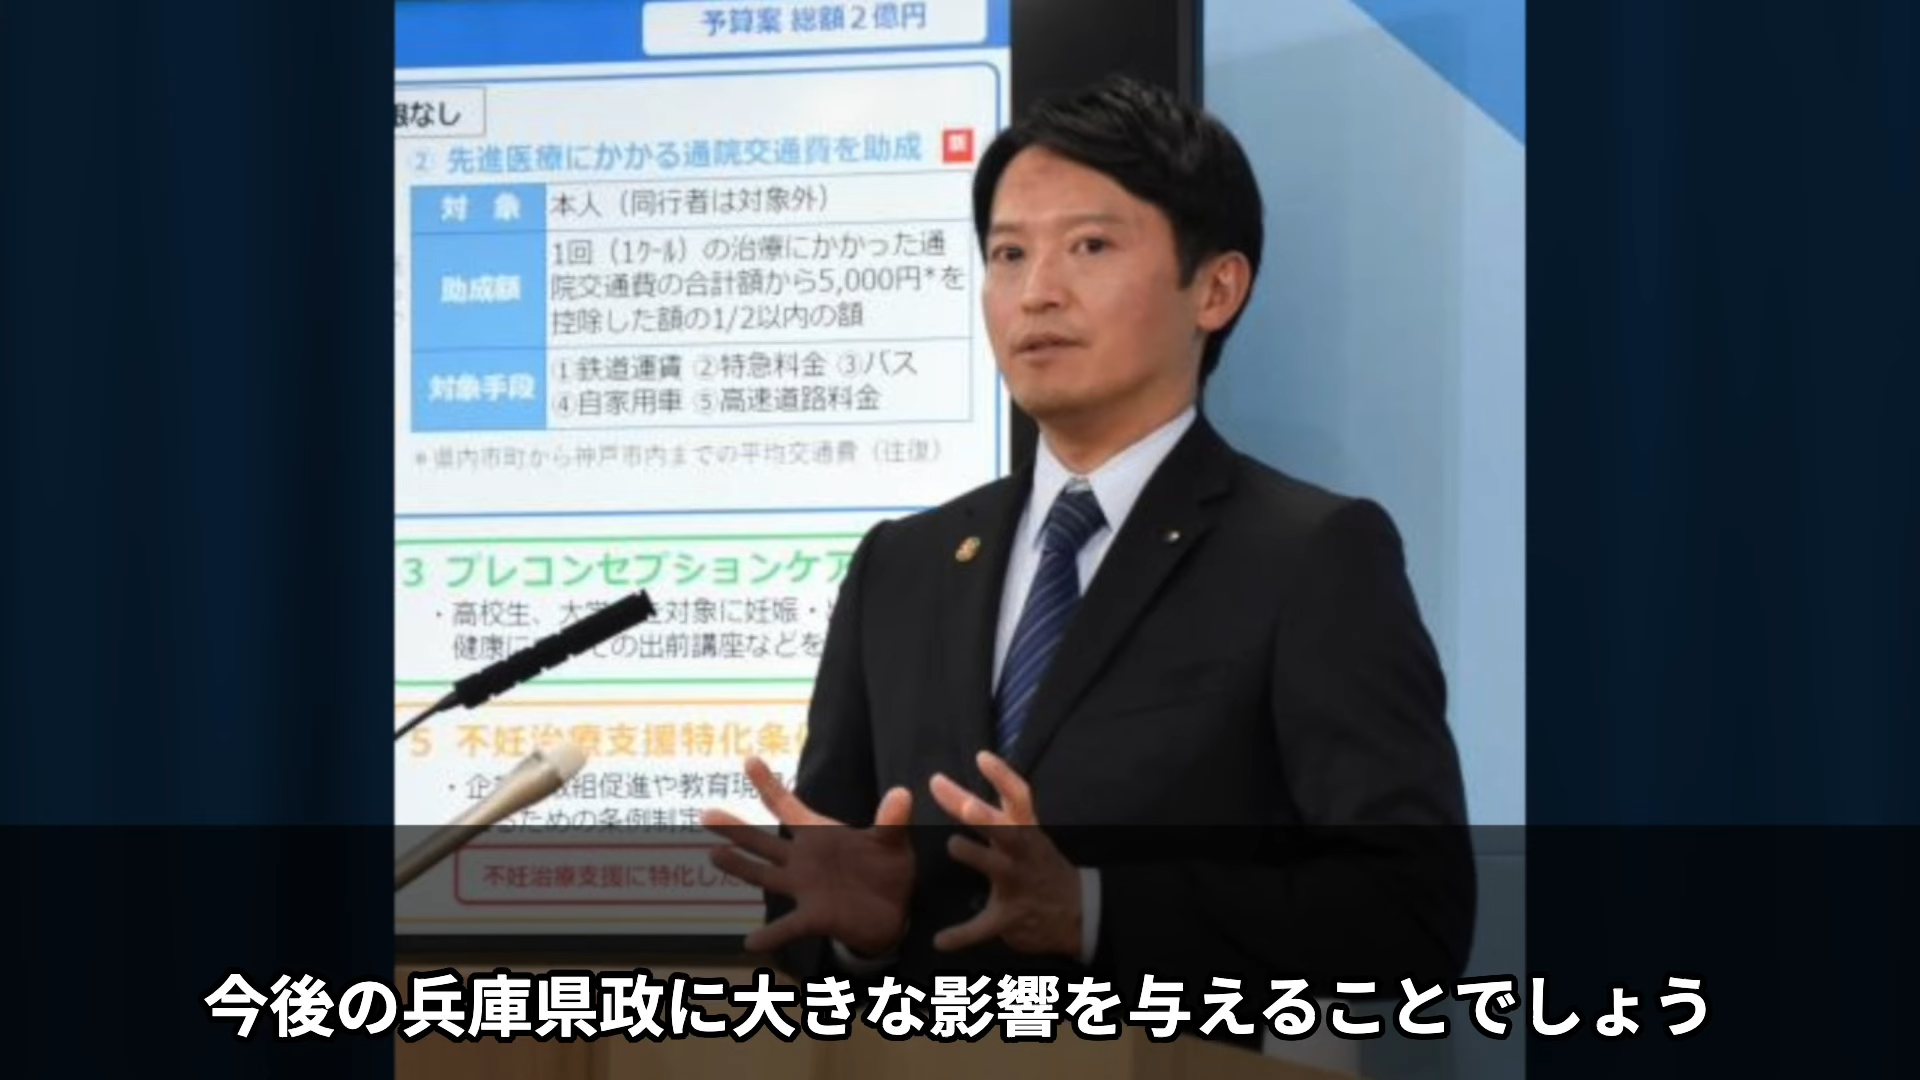 予算案 総額2億円
限なし
② 先進医療にかかる通院交通費を助成 新
対象 本人（同行者は対象外）
助成額 1回（1ｸｰﾙ）の治療にかかった通
院交通費の合計額から5,000円*を
控除した額の1/2以内の額
対象手段 ①鉄道運賃 ②特急料金 ③バス
④自家用車 ⑤高速道路料金
*県内市町から神戸市内までの平均交通費（往復）
3 プレコンセプションケア
・高校生、大学 を対象に妊娠・
健康に ての出前講座などを
5 不妊治療支援特化条
・企 取組促進や教育現
るための条例制定
不妊治療支援に特化した
今後の兵庫県政に大きな影響を与えることでしょう